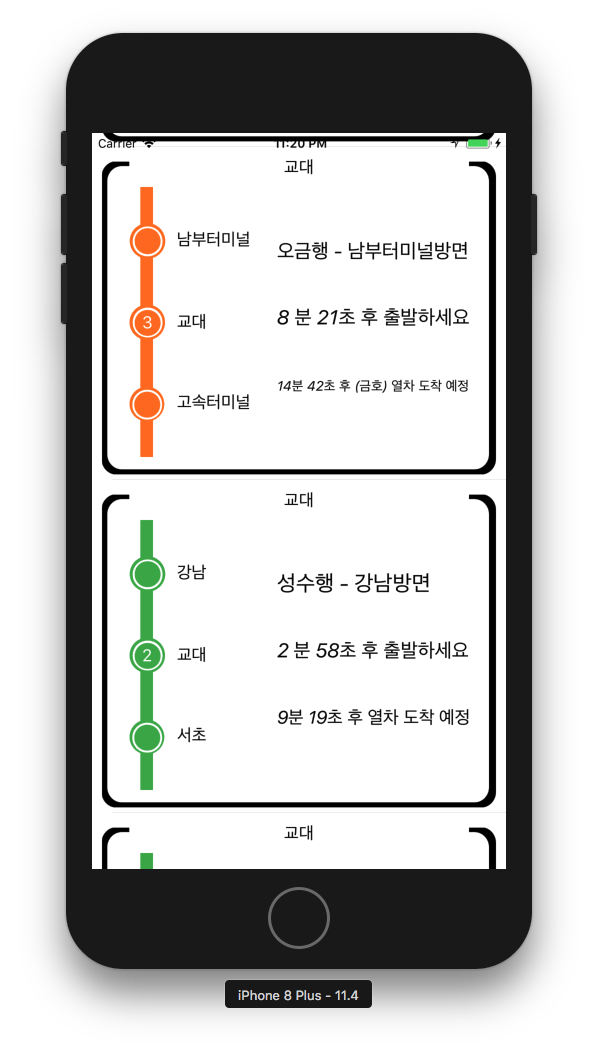 Carrier 11:20 PM
교대
남부터미널
오금행 - 남부터미널방면
3 교대
8 분 21초 후 출발하세요
14분 42초 후 (금호) 열차 도착 예정
고속터미널
교대
강남
성수행 - 강남방면
2 교대
2 분 58초 후 출발하세요
9분 19초 후 열차 도착 예정
서초
교대
iPhone 8 Plus - 11.4